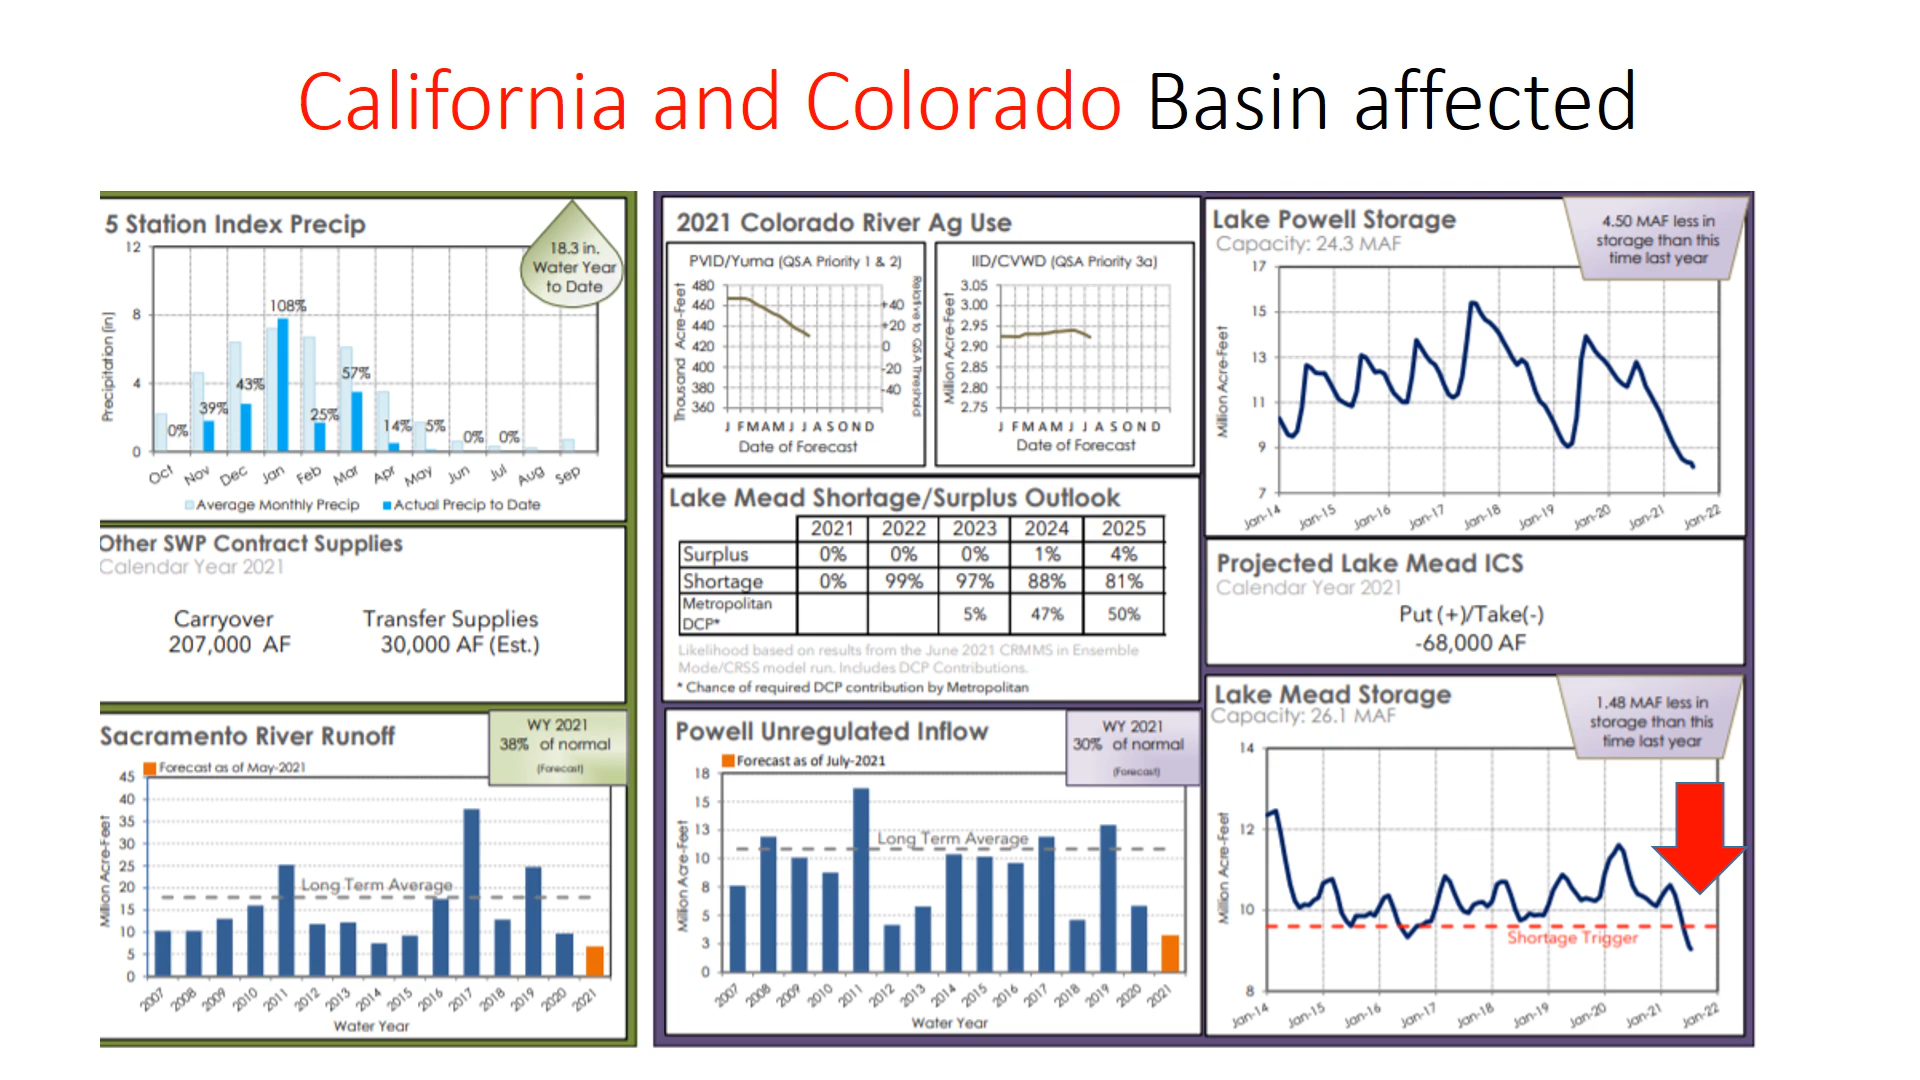 California and Colorado Basin affected
5 Station Index Precip
18.3 in.
Water Year
to Date
Precipitation (in)
12
8
4
0
0%
39%
43%
108%
25%
57%
14%
5%
0%
0%
Oct Nov Dec Jan Feb Mar Apr May Jun Jul Aug Sep
Average Monthly Precip Actual Precip to Date
Other SWP Contract Supplies
Calendar Year 2021
Carryover Transfer Supplies
207,000 AF 30,000 AF (Est.)
Sacramento River Runoff
WY 2021
38% of normal
(Forecast)
Forecast as of May-2021
Million Acre-Feet
45
40
35
30
25
20
15
10
5
0
Long Term Average
2007 2008 2009 2010 2011 2012 2013 2014 2015 2016 2017 2018 2019 2020 2021
Water Year
2021 Colorado River Ag Use
PVID/Yuma (QSA Priority 1 & 2)
Thousand Acre-Feet
480
460
440
420
400
380
360
+40
+20
0
-20
-40
Relative to QSA Threshold
J F M A M J J A S O N D
Date of Forecast
IID/CVWD (QSA Priority 3a)
Million Acre-Feet
3.05
3.00
2.95
2.90
2.85
2.80
2.75
J F M A M J J A S O N D
Date of Forecast
Lake Mead Shortage/Surplus Outlook
2021 2022 2023 2024 2025
Surplus 0% 0% 0% 1% 4%
Shortage 0% 99% 97% 88% 81%
Metropolitan
DCP* 5% 47% 50%
Likelihood based on results from the June 2021 CRMMS in Ensemble
Mode/CRSS model run. Includes DCP Contributions.
* Chance of required DCP contribution by Metropolitan
Powell Unregulated Inflow
WY 2021
30% of normal
(Forecast)
Forecast as of July-2021
Million Acre-Feet
18
15
13
10
8
5
3
0
Long Term Average
2007 2008 2009 2010 2011 2012 2013 2014 2015 2016 2017 2018 2019 2020 2021
Water Year
Lake Powell Storage
Capacity: 24.3 MAF
4.50 MAF less in
storage than this
time last year
Million Acre-Feet
17
15
13
11
9
7
Jan-14 Jan-15 Jan-16 Jan-17 Jan-18 Jan-19 Jan-20 Jan-21 Jan-22
Projected Lake Mead ICS
Calendar Year 2021
Put (+)/Take(-)
-68,000 AF
Lake Mead Storage
Capacity: 26.1 MAF
1.48 MAF less in
storage than this
time last year
Million Acre-Feet
14
12
10
8
Shortage Trigger
Jan-14 Jan-15 Jan-16 Jan-17 Jan-18 Jan-19 Jan-20 Jan-21 Jan-22